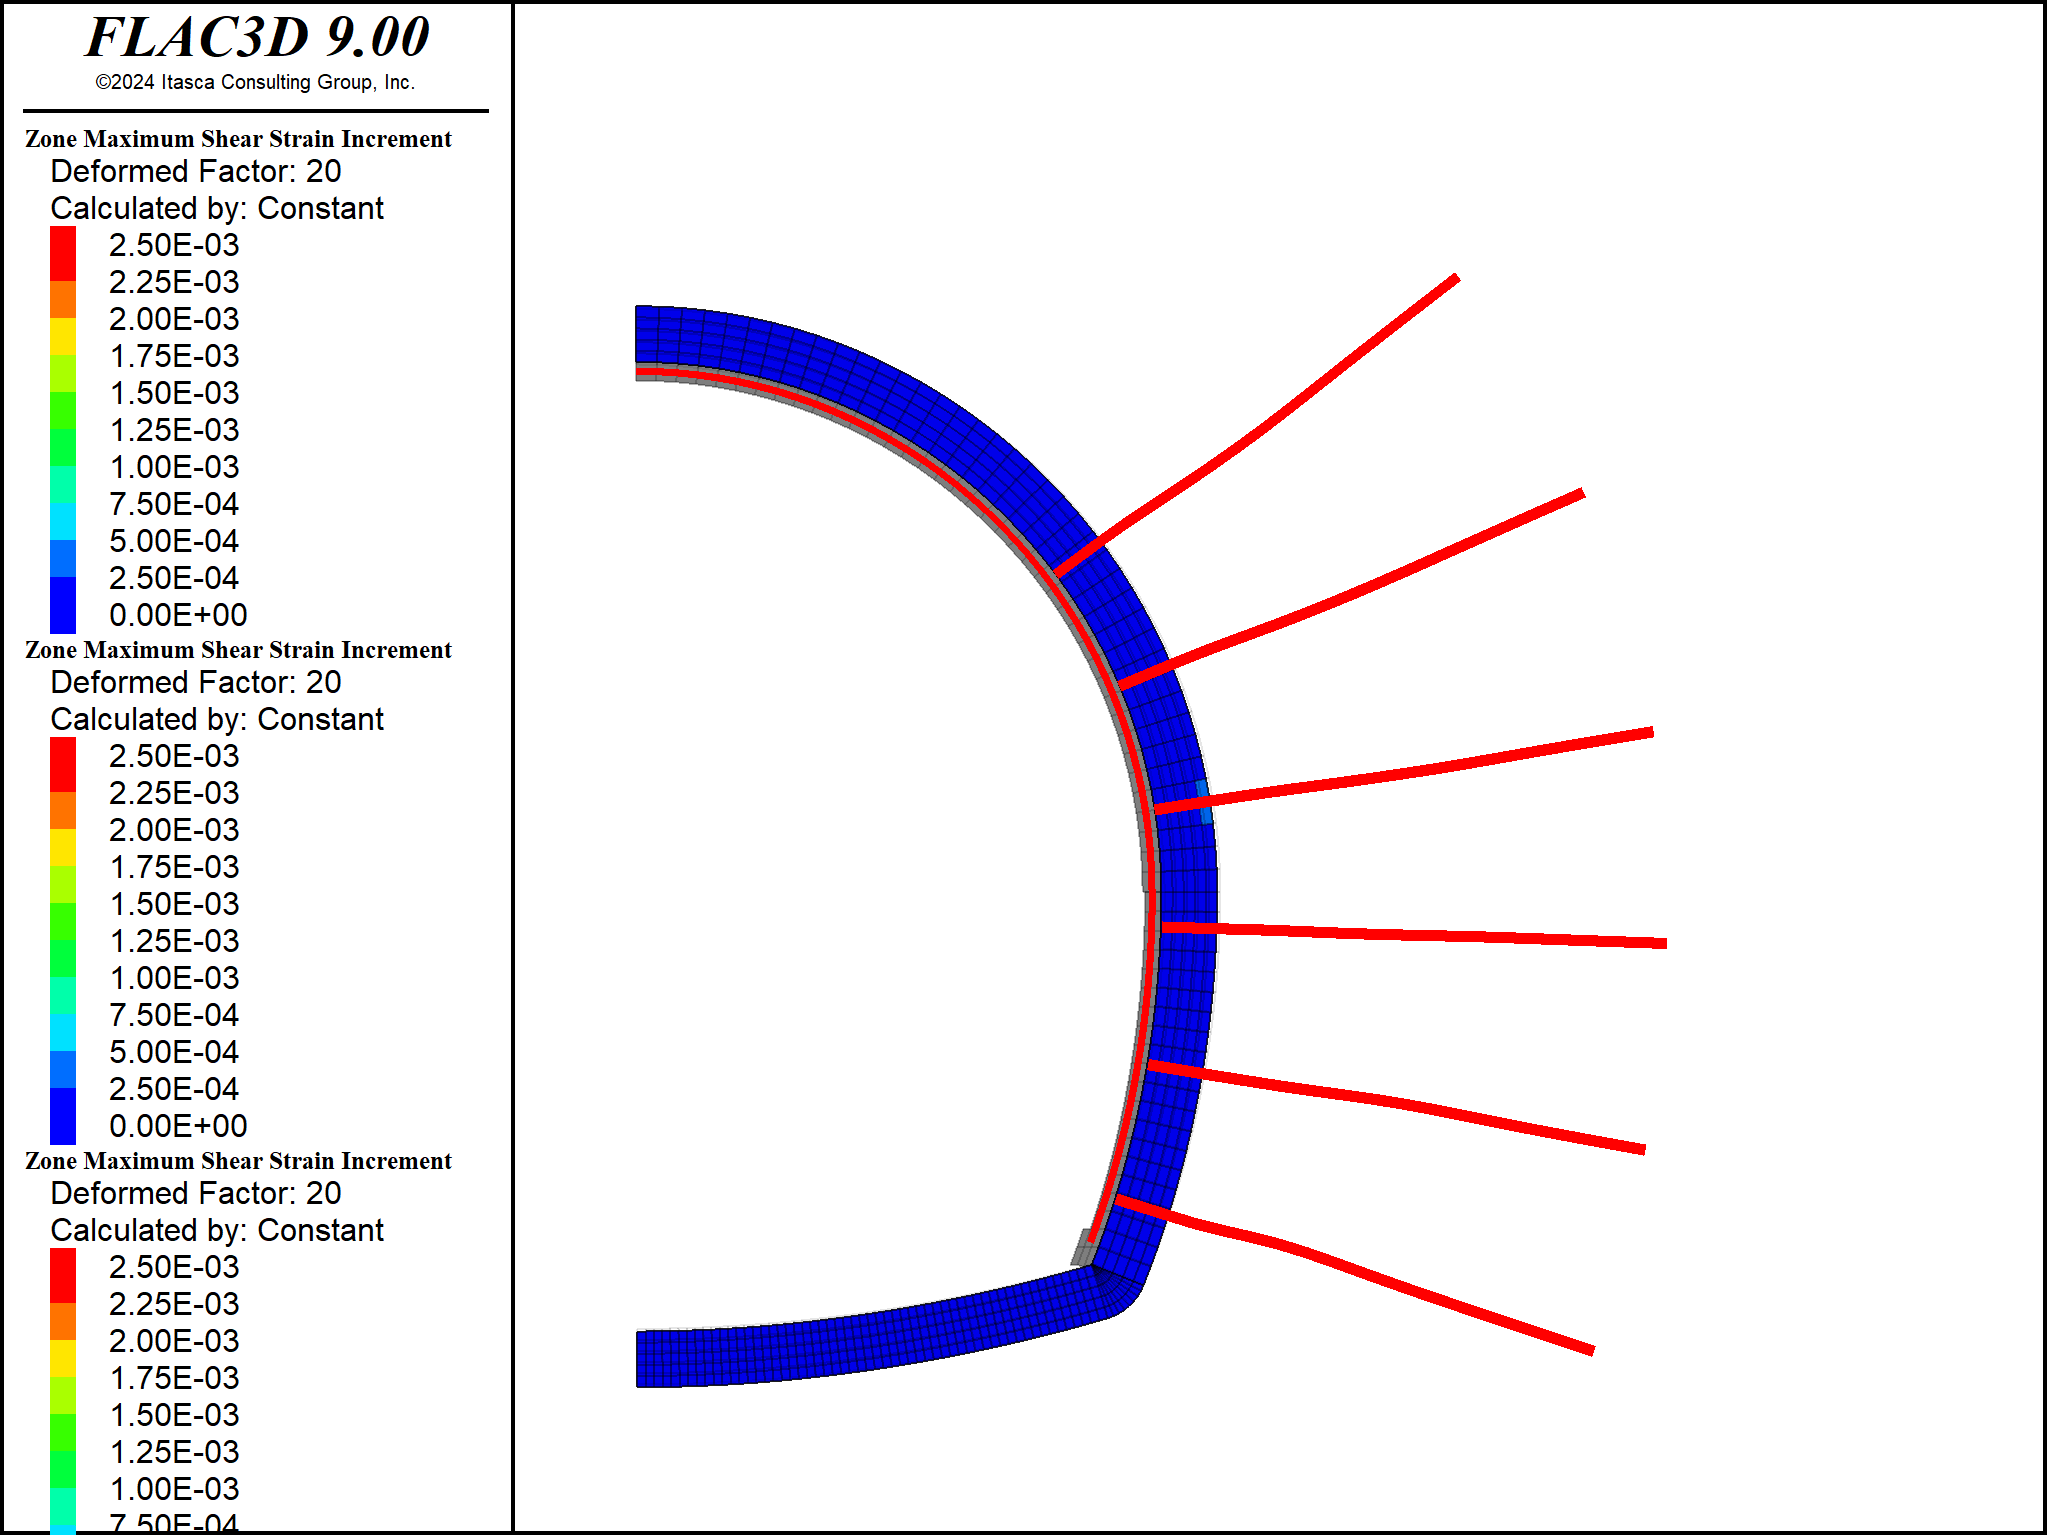 FLAC3D 9.00
©2024 Itasca Consulting Group, Inc.
Zone Maximum Shear Strain Increment
Deformed Factor: 20
Calculated by: Constant
2.50E-03
2.25E-03
2.00E-03
1.75E-03
1.50E-03
1.25E-03
1.00E-03
7.50E-04
5.00E-04
2.50E-04
0.00E+00
Zone Maximum Shear Strain Increment
Deformed Factor: 20
Calculated by: Constant
2.50E-03
2.25E-03
2.00E-03
1.75E-03
1.50E-03
1.25E-03
1.00E-03
7.50E-04
5.00E-04
2.50E-04
0.00E+00
Zone Maximum Shear Strain Increment
Deformed Factor: 20
Calculated by: Constant
2.50E-03
2.25E-03
2.00E-03
1.75E-03
1.50E-03
1.25E-03
1.00E-03
7.50E-04